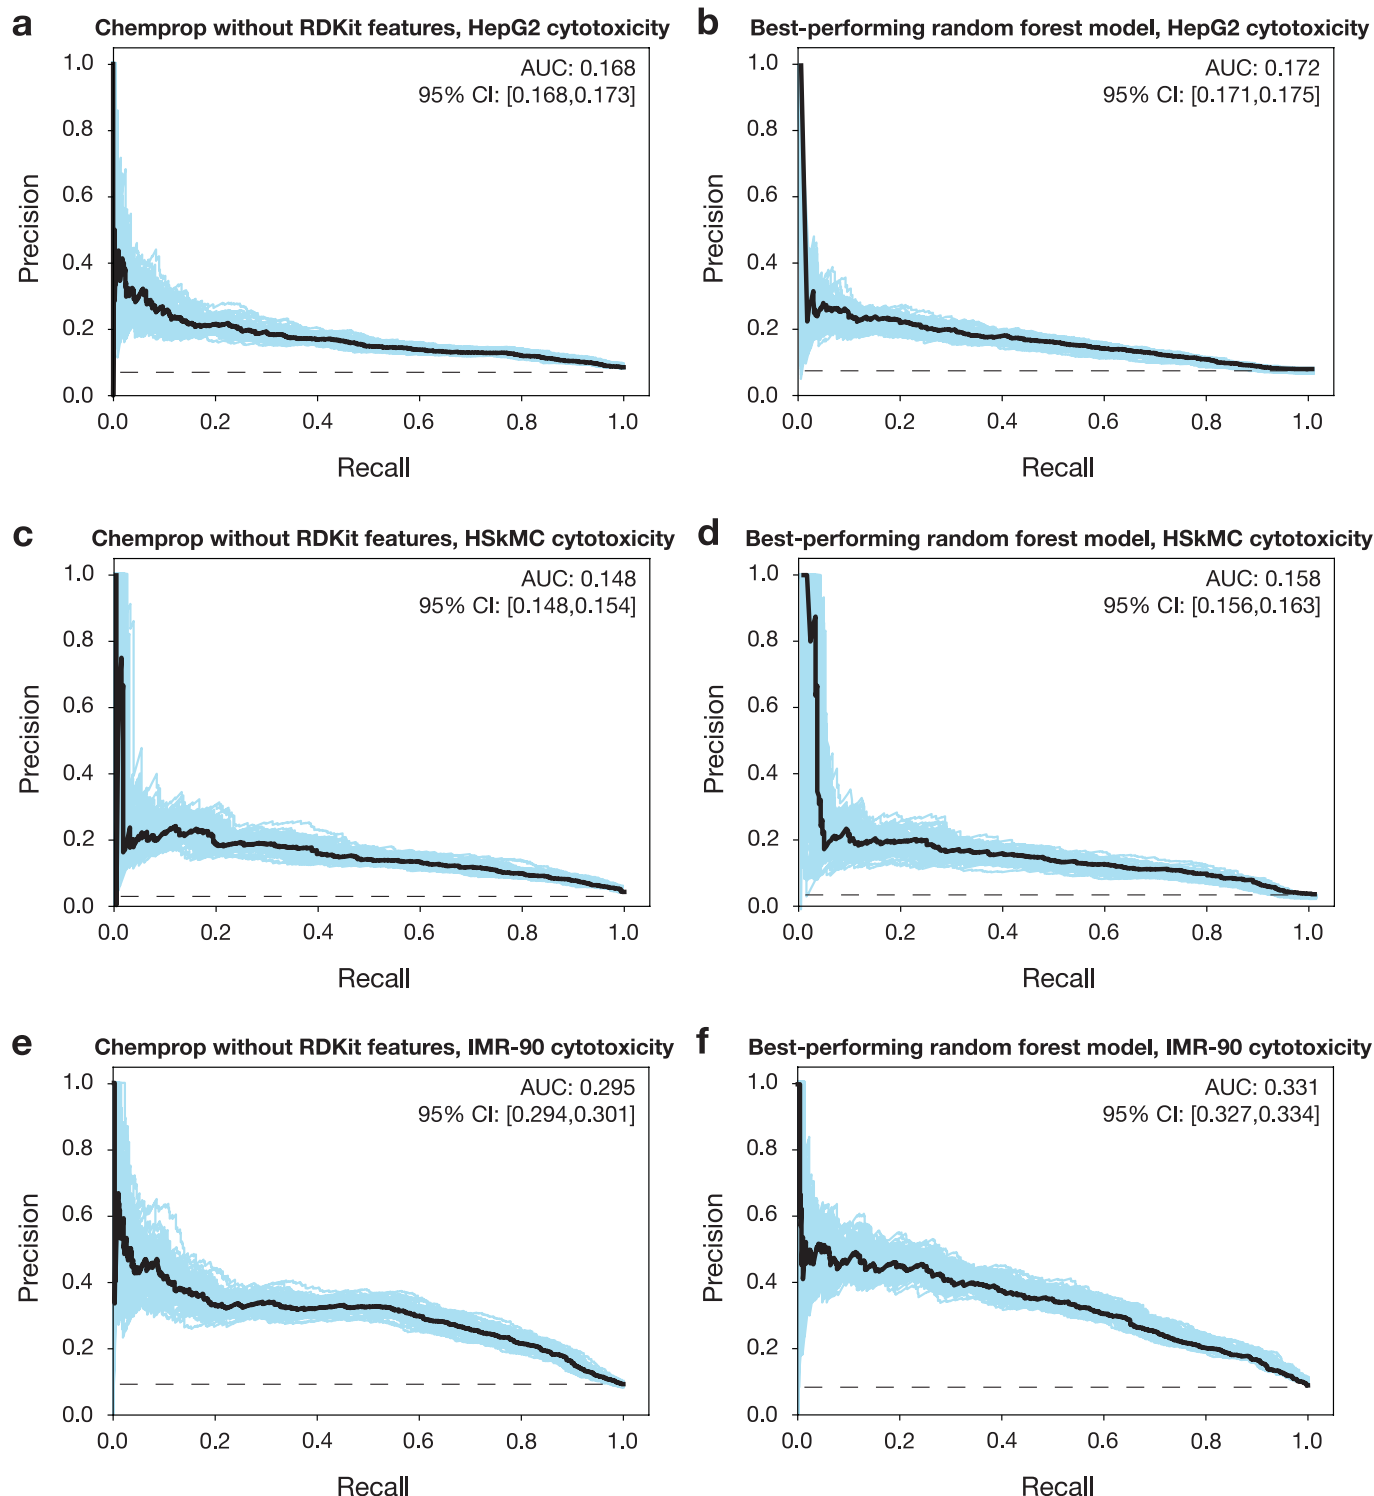 a Chemprop without RDKit features, HepG2 cytotoxicity
AUC: 0.168
95% CI: [0.168,0.173]
Precision
1.0
0.8
0.6
0.4
0.2
0.0
0.0 0.2 0.4 0.6 0.8 1.0
Recall
b Best-performing random forest model, HepG2 cytotoxicity
AUC: 0.172
95% CI: [0.171,0.175]
Precision
1.0
0.8
0.6
0.4
0.2
0.0
0.0 0.2 0.4 0.6 0.8 1.0
Recall
c Chemprop without RDKit features, HSkMC cytotoxicity
AUC: 0.148
95% CI: [0.148,0.154]
Precision
1.0
0.8
0.6
0.4
0.2
0.0
0.0 0.2 0.4 0.6 0.8 1.0
Recall
d Best-performing random forest model, HSkMC cytotoxicity
AUC: 0.158
95% CI: [0.156,0.163]
Precision
1.0
0.8
0.6
0.4
0.2
0.0
0.0 0.2 0.4 0.6 0.8 1.0
Recall
e Chemprop without RDKit features, IMR-90 cytotoxicity
AUC: 0.295
95% CI: [0.294,0.301]
Precision
1.0
0.8
0.6
0.4
0.2
0.0
0.0 0.2 0.4 0.6 0.8 1.0
Recall
f Best-performing random forest model, IMR-90 cytotoxicity
AUC: 0.331
95% CI: [0.327,0.334]
Precision
1.0
0.8
0.6
0.4
0.2
0.0
0.0 0.2 0.4 0.6 0.8 1.0
Recall